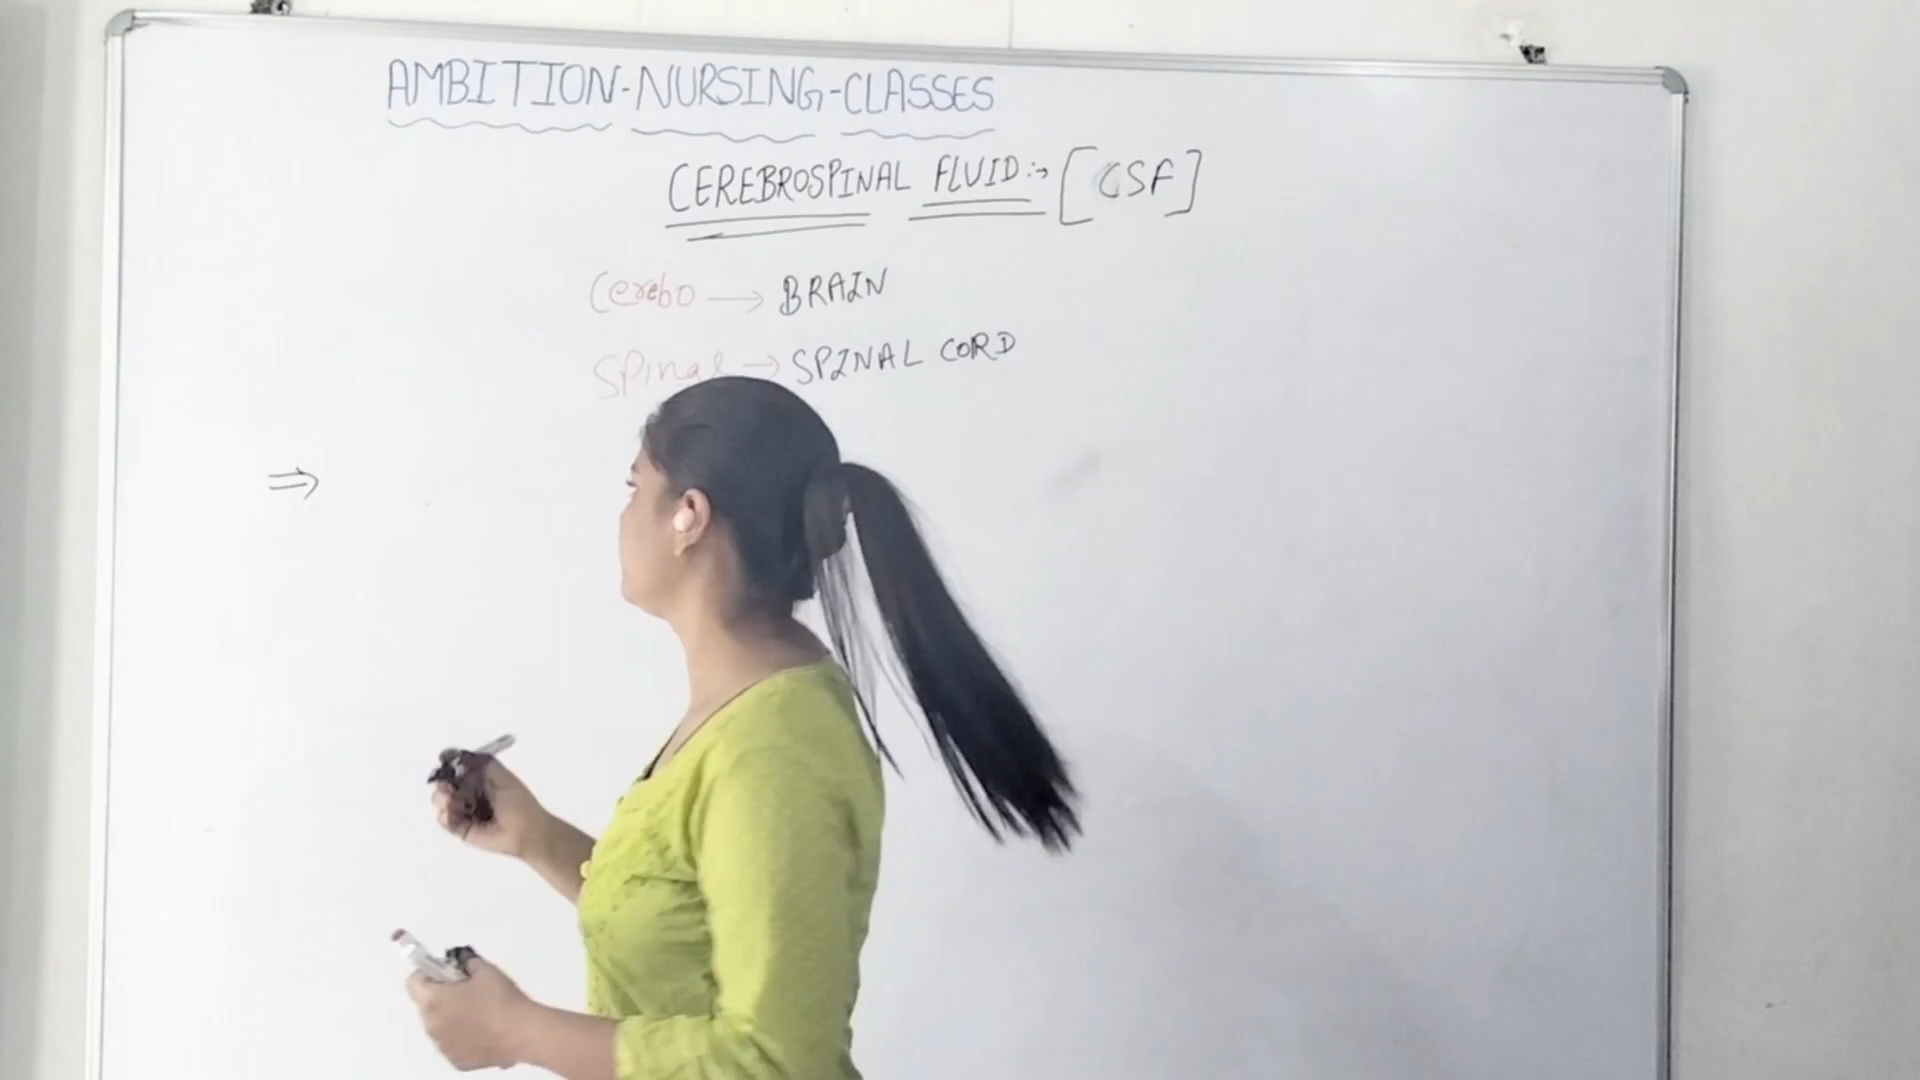 AMBITION-NURSING-CLASSES
CEREBROSPINAL FLUID:→ [CSF]
Cerebo → BRAIN
Spinal → SPINAL CORD
⇒